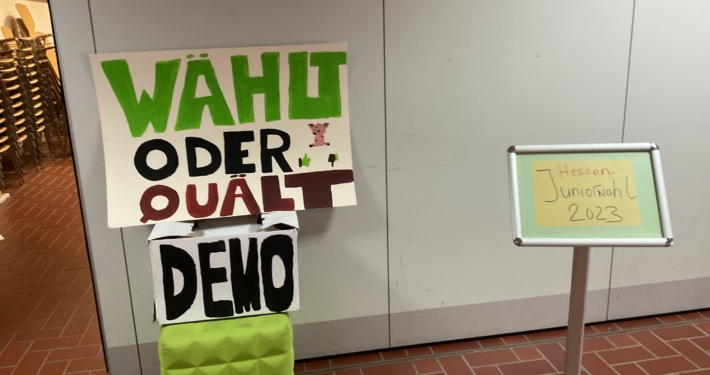 WÄHLT
ODER
QUÄLT
DEMO
Hessen
Juniorwahl
2023